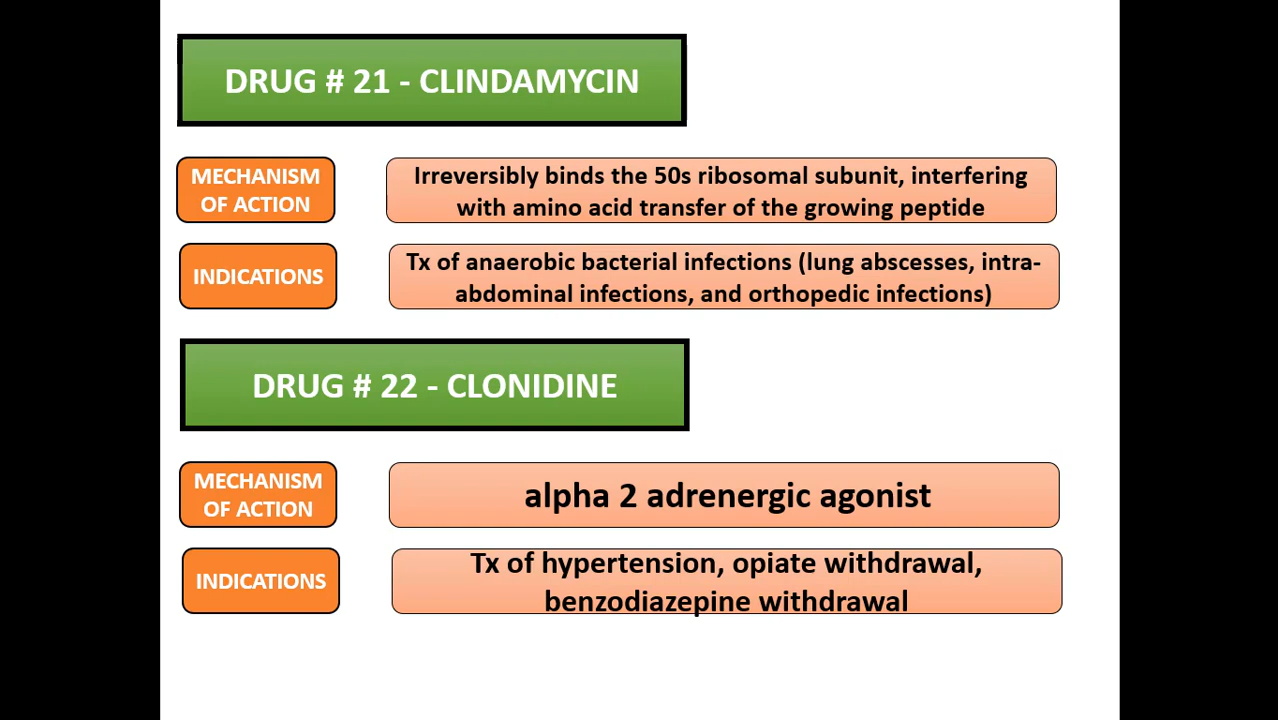 DRUG # 21 - CLINDAMYCIN
MECHANISM
OF ACTION
Irreversibly binds the 50s ribosomal subunit, interfering
with amino acid transfer of the growing peptide
INDICATIONS
Tx of anaerobic bacterial infections (lung abscesses, intra-
abdominal infections, and orthopedic infections)
DRUG # 22 - CLONIDINE
MECHANISM
OF ACTION
alpha 2 adrenergic agonist
INDICATIONS
Tx of hypertension, opiate withdrawal,
benzodiazepine withdrawal